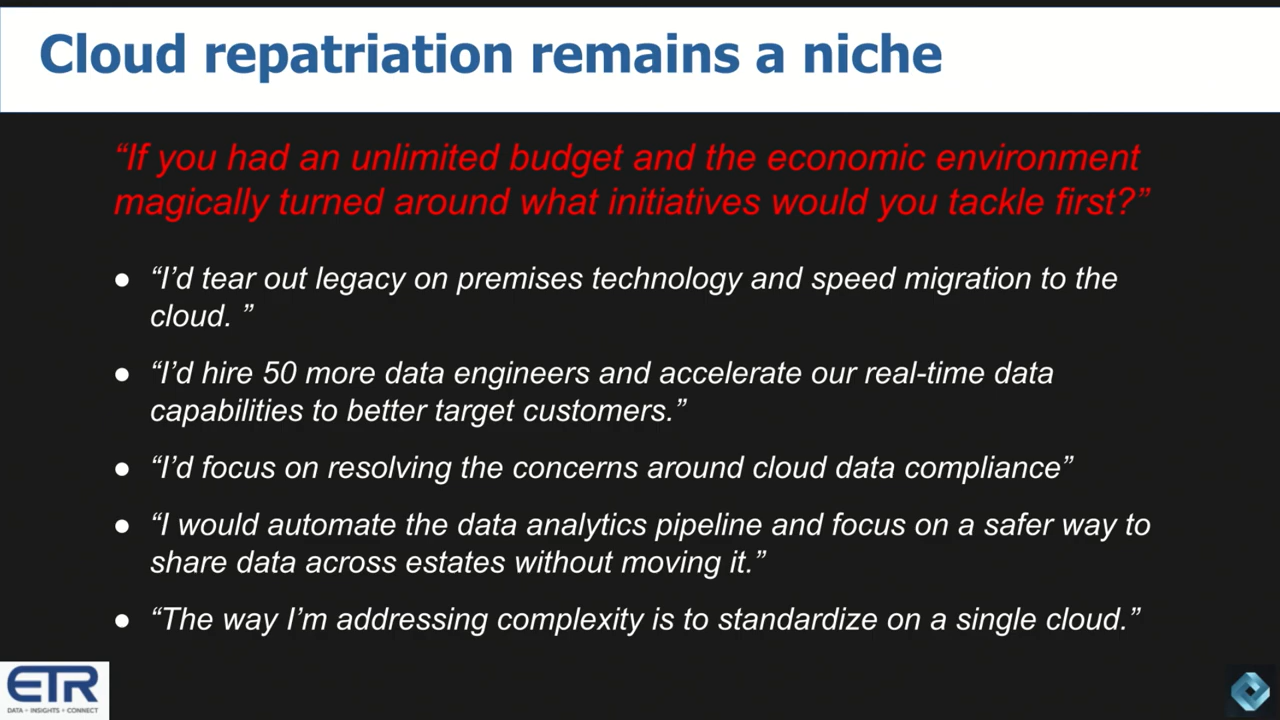 Cloud repatriation remains a niche
“If you had an unlimited budget and the economic environment
magically turned around what initiatives would you tackle first?”
● “I’d tear out legacy on premises technology and speed migration to the
cloud. ”
● “I’d hire 50 more data engineers and accelerate our real-time data
capabilities to better target customers.”
● “I’d focus on resolving the concerns around cloud data compliance”
● “I would automate the data analytics pipeline and focus on a safer way to
share data across estates without moving it.”
● “The way I’m addressing complexity is to standardize on a single cloud.”
ETR
DATA • INSIGHTS • CONNECT